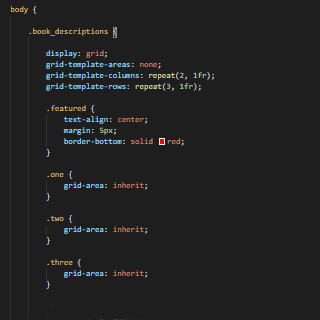 body {
.book_descriptions {
display: grid;
grid-template-areas: none;
grid-template-columns: repeat(2, 1fr);
grid-template-rows: repeat(3, 1fr);
.featured {
text-align: center;
margin: 5px;
border-bottom: solid red;
}
.one {
grid-area: inherit;
}
.two {
grid-area: inherit;
}
.three {
grid-area: inherit;
}